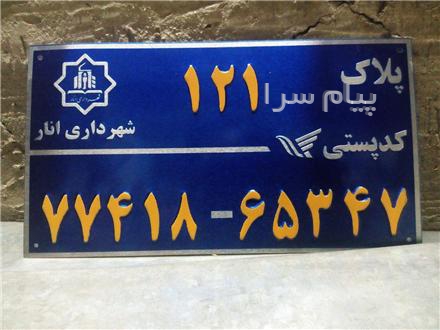 پلاک ۱۲۱
پیام سرا
شهرداری انار
کدپستی
۷۷۴۱۸-۶۵۳۴۷